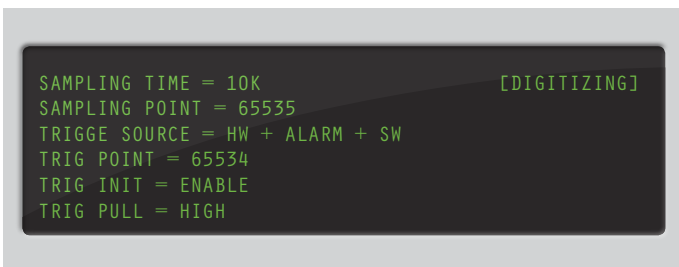 SAMPLING TIME = 10K [DIGITIZING]
SAMPLING POINT = 65535
TRIGGE SOURCE = HW + ALARM + SW
TRIG POINT = 65534
TRIG INIT = ENABLE
TRIG PULL = HIGH